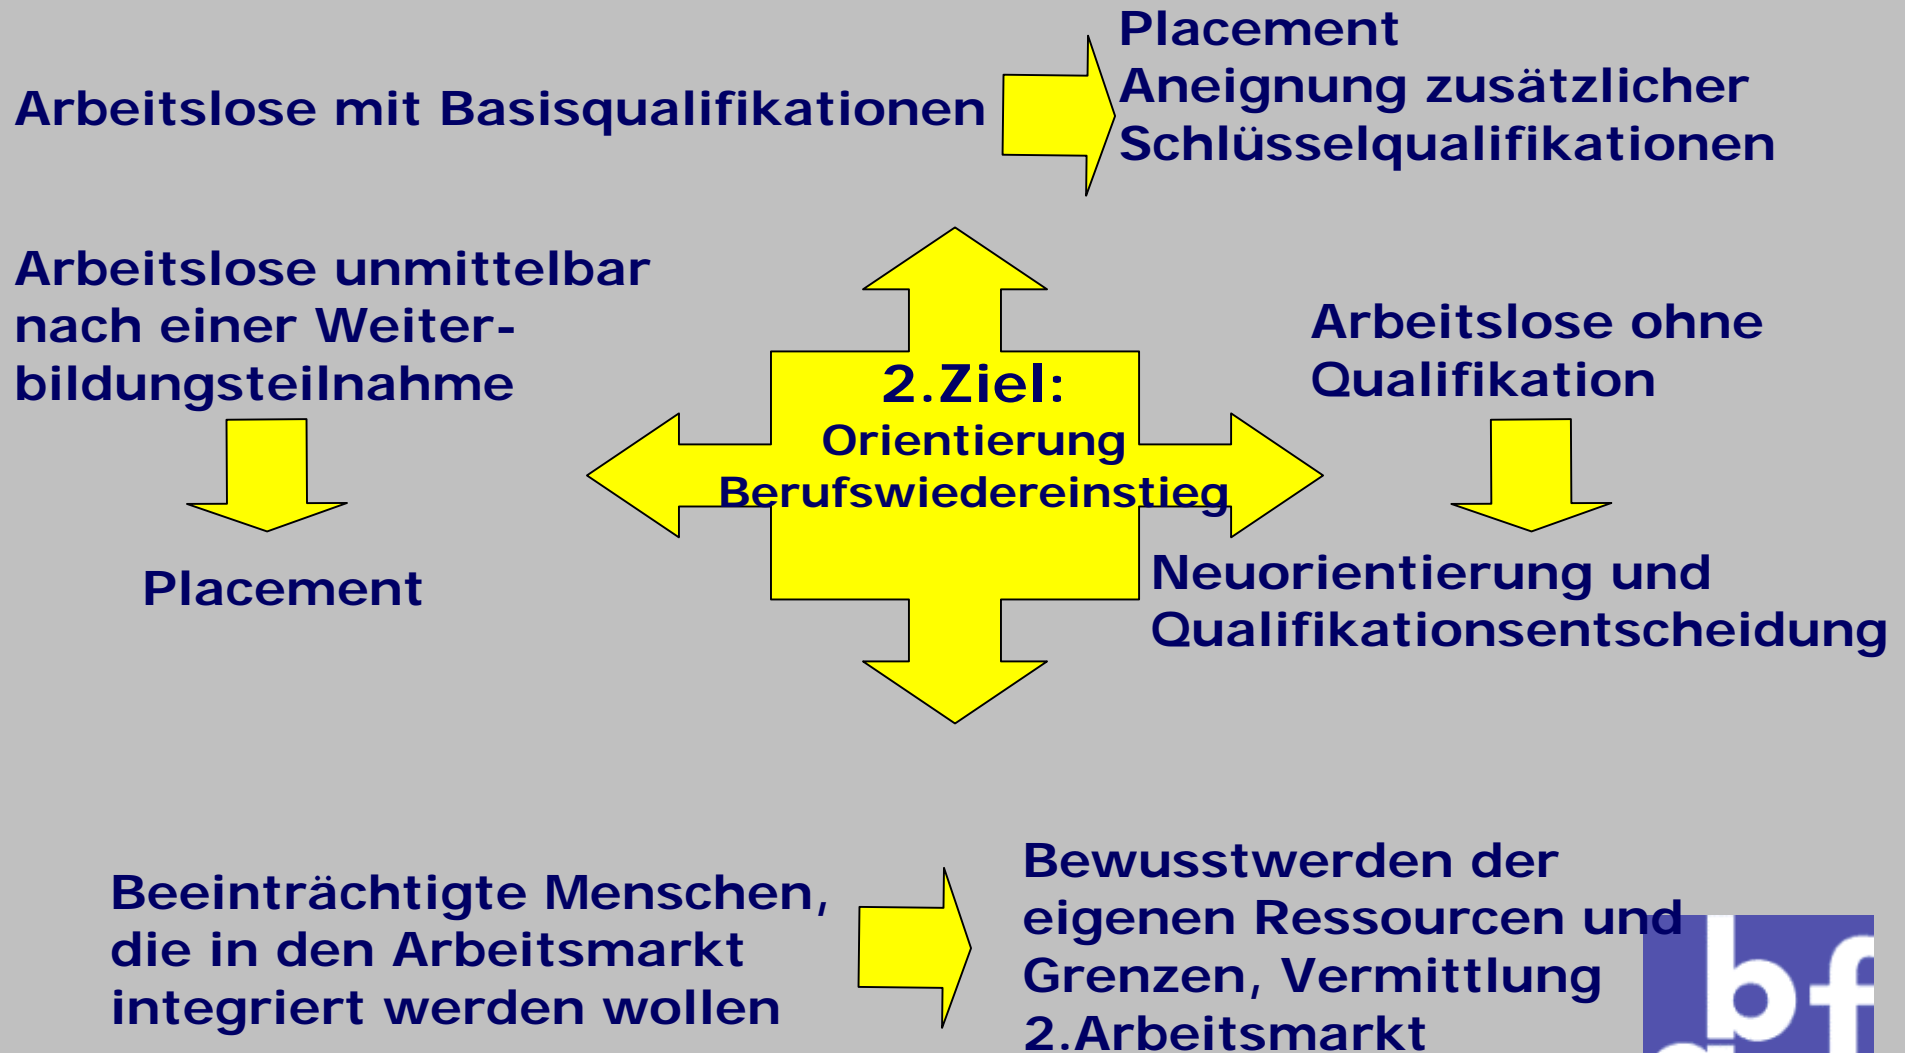 Arbeitslose mit Basisqualifikationen
Placement
Aneignung zusätzlicher
Schlüsselqualifikationen
Arbeitslose unmittelbar
nach einer Weiter-
bildungsteilnahme
Placement
2.Ziel:
Orientierung
Berufswiedereinstieg
Arbeitslose ohne
Qualifikation
Neuorientierung und
Qualifikationsentscheidung
Beeinträchtigte Menschen,
die in den Arbeitsmarkt
integriert werden wollen
Bewusstwerden der
eigenen Ressourcen und
Grenzen, Vermittlung
2.Arbeitsmarkt
bf